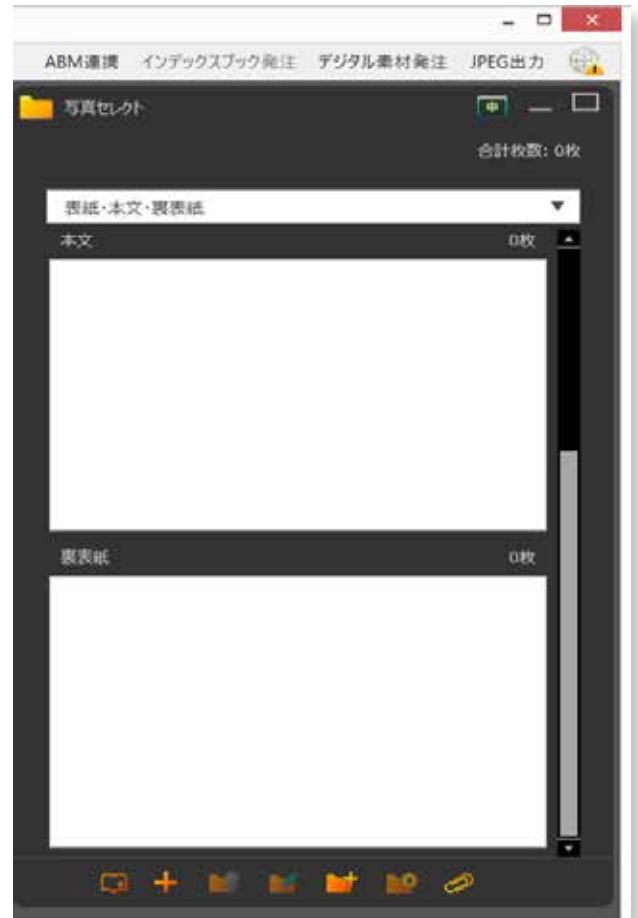 ABM連携 インデックスブック発注 デジタル素材発注 JPEG出力
写真セレクト 中
合計枚数: 0枚
表紙・本文・裏表紙
本文 0枚
裏表紙 0枚